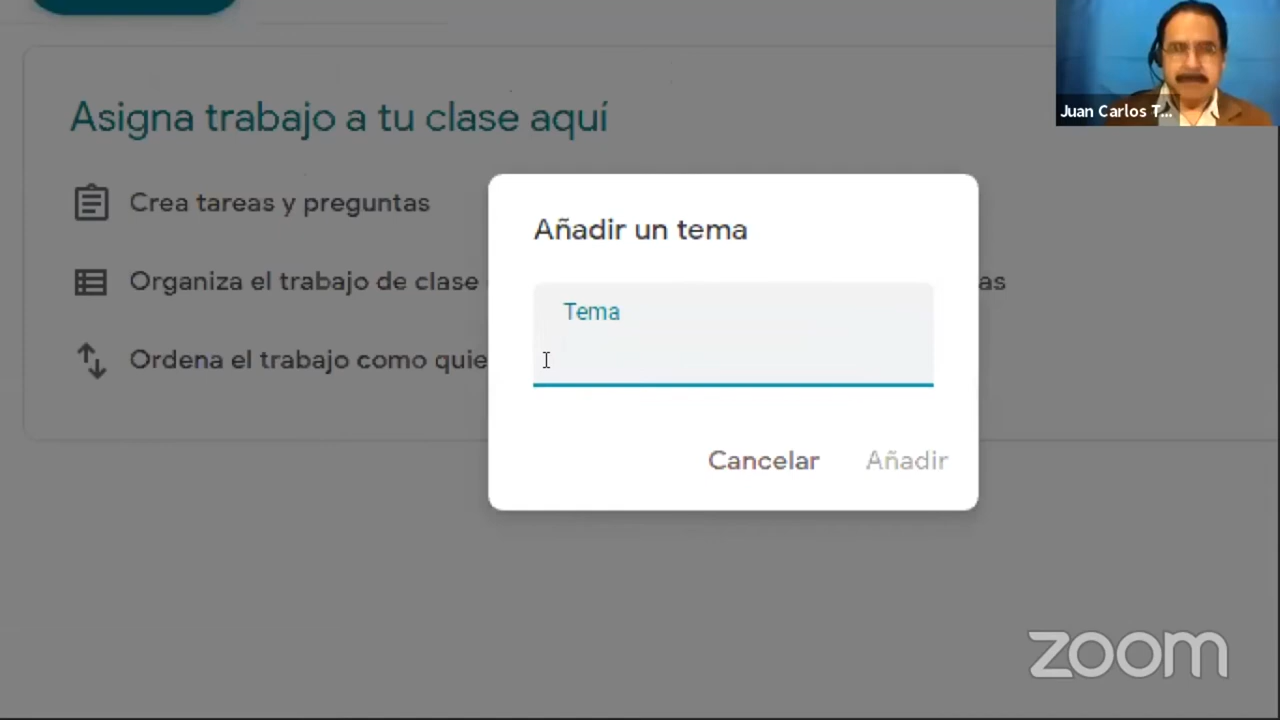 Asigna trabajo a tu clase aquí
Juan Carlos T...
Crea tareas y preguntas
Añadir un tema
Organiza el trabajo de clase
as
Tema
Ordena el trabajo como quie
Cancelar
Añadir
zoom